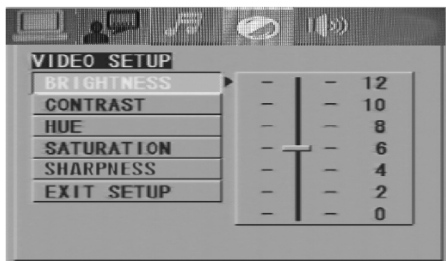 VIDEO SETUP
BRIGHTNESS
CONTRAST
HUE
SATURATION
SHARPNESS
EXIT SETUP
12
10
8
6
4
2
0